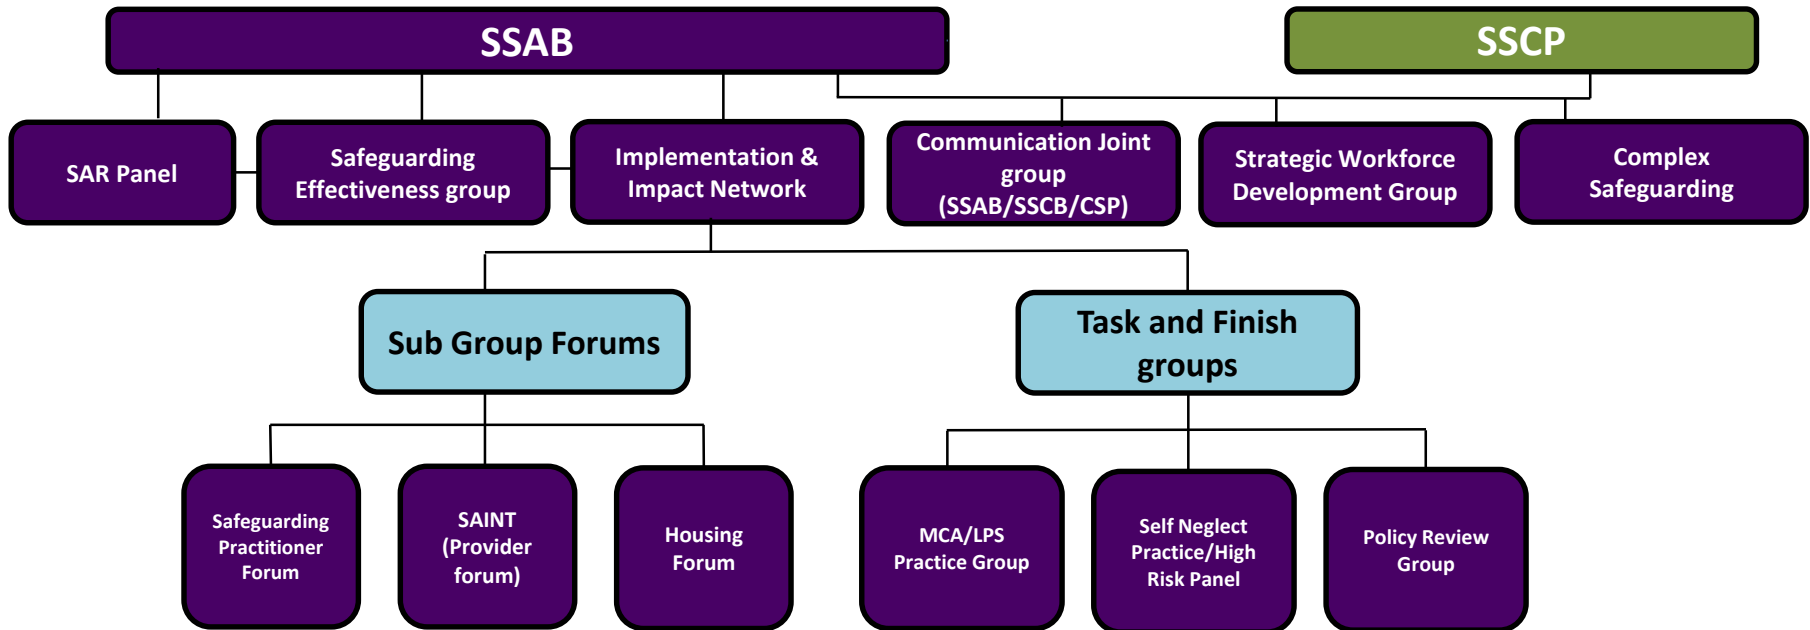 SSAB
SSCP
SAR Panel
Safeguarding
Effectiveness group
Implementation &
Impact Network
Communication Joint
group
(SSAB/SSCB/CSP)
Strategic Workforce
Development Group
Complex
Safeguarding
Sub Group Forums
Task and Finish
groups
Safeguarding
Practitioner
Forum
SAINT
(Provider
forum)
Housing
Forum
MCA/LPS
Practice Group
Self Neglect
Practice/High
Risk Panel
Policy Review
Group